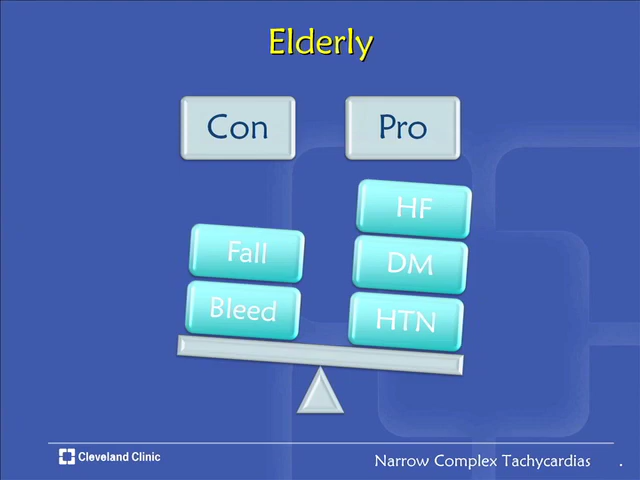 Elderly
Con
Pro
HF
Fall
DM
Bleed
HTN
Cleveland Clinic
Narrow Complex Tachycardias .